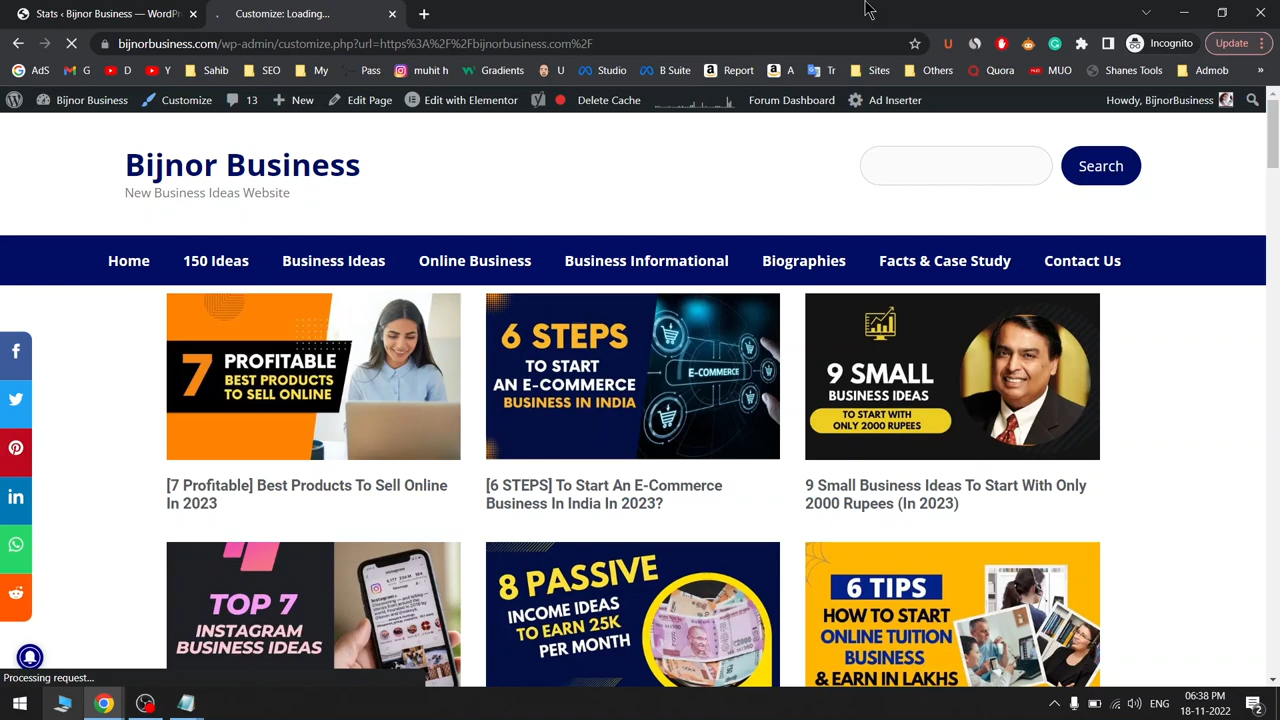 Stats ‹ Bijnor Business — WordPr
Customize: Loading...
bijnorbusiness.com/wp-admin/customize.php?url=https%3A%2F%2Fbijnorbusiness.com%2F
Incognito
Update
AdS
G
D
Y
Sahib
SEO
My
Pass
muhit h
Gradients
U
Studio
B Suite
Report
A
Tr
Sites
Others
Quora
MUO
Shanes Tools
Admob
»
Bijnor Business
Customize
13
New
Edit Page
Edit with Elementor
Delete Cache
Forum Dashboard
Ad Inserter
Howdy, BijnorBusiness
Bijnor Business
New Business Ideas Website
Search
Home
150 Ideas
Business Ideas
Online Business
Business Informational
Biographies
Facts & Case Study
Contact Us
7 PROFITABLE
BEST PRODUCTS
TO SELL ONLINE
6 STEPS
TO START
AN E-COMMERCE
BUSINESS IN INDIA
E-COMMERCE
9 SMALL
BUSINESS IDEAS
TO START WITH
ONLY 2000 RUPEES
[7 Profitable] Best Products To Sell Online
In 2023
[6 STEPS] To Start An E-Commerce
Business In India In 2023?
9 Small Business Ideas To Start With Only
2000 Rupees (In 2023)
TOP 7
INSTAGRAM
BUSINESS IDEAS
8 PASSIVE
INCOME IDEAS
TO EARN 25K
PER MONTH
6 TIPS
HOW TO START
ONLINE TUITION
BUSINESS
& EARN IN LAKHS
Processing request...
ENG
06:38 PM
18-11-2022
2